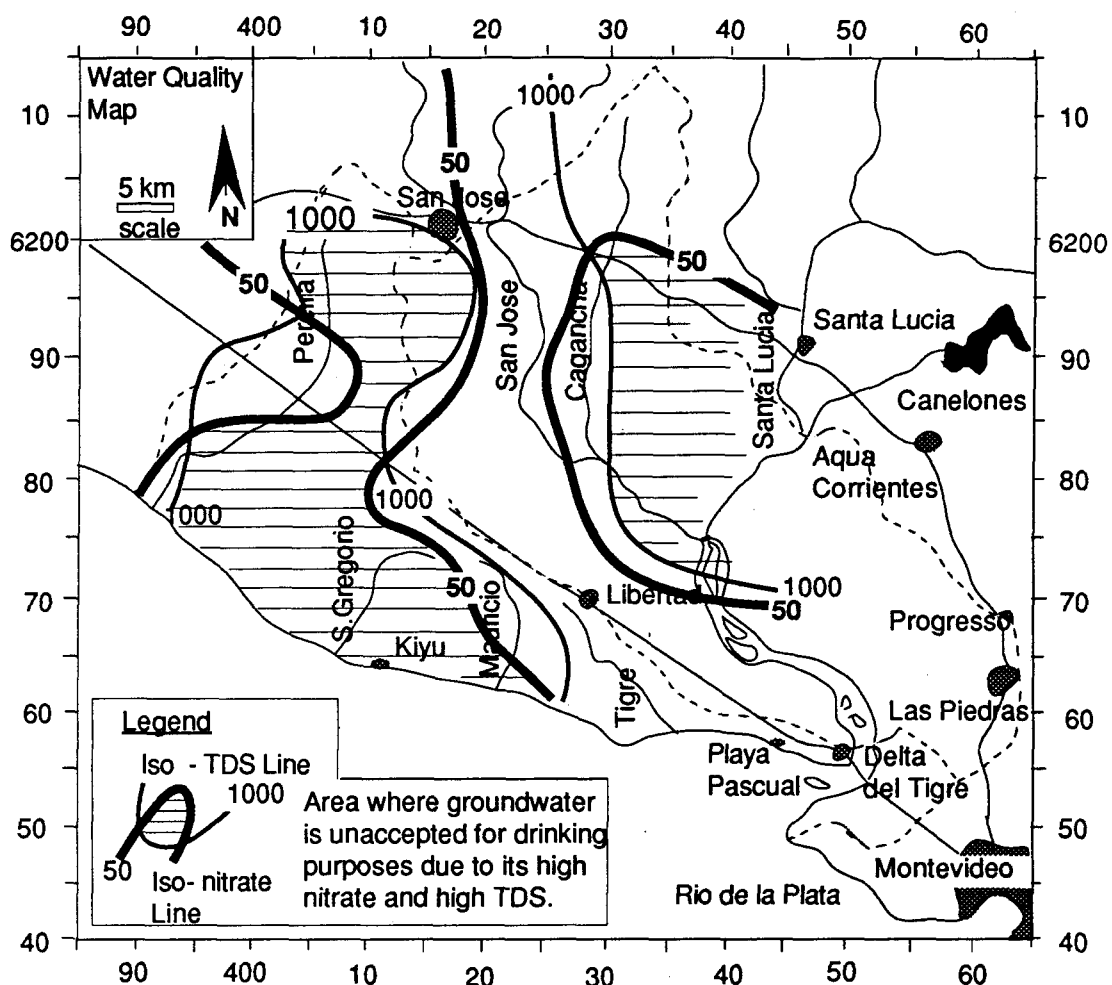 90 400 10 20 30 40 50 60
Water Quality
Map
5 km
scale
N
10
10
1000
50
San Jose
1000
6200
6200
50
50
Pereira
San Jose
Cagancha
Santa Lucia
Santa Lucia
90
90
Canelones
Aqua
Corrientes
80
80
1000
1000
S.Gregorio
50
Mauricio
1000
50
Libertad
70
70
Progresso
Kiyu
Tigre
60
60
Las Piedras
Playa
Pascual
Delta
del Tigre
Legend
Iso - TDS Line
1000
50
Iso- nitrate
Line
Area where groundwater
is unaccepted for drinking
purposes due to its high
nitrate and high TDS.
50
50
Montevideo
Rio de la Plata
40
40
90 400 10 20 30 40 50 60